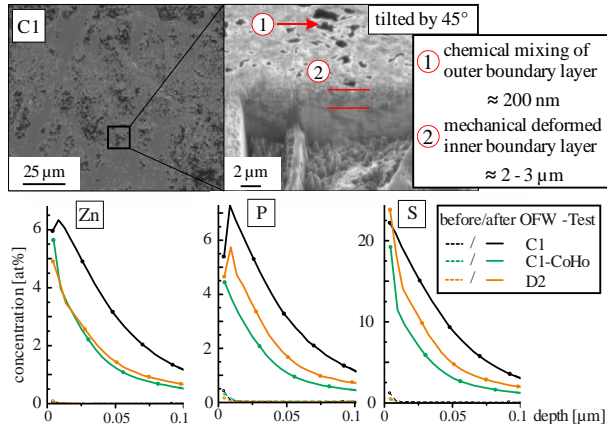 C1
tilted by 45°
1
2
25 µm
2 µm
1 chemical mixing of
outer boundary layer
≈ 200 nm
2 mechanical deformed
inner boundary layer
≈ 2 - 3 µm
Zn
P
S
before/after OFW -Test
/ C1
/ C1-CoHo
/ D2
concentration [at%]
6
4
2
0
6
4
2
0
20
15
10
5
0
0 0.05 0.1
0 0.05 0.1
0 0.05 0.1
depth [µm]